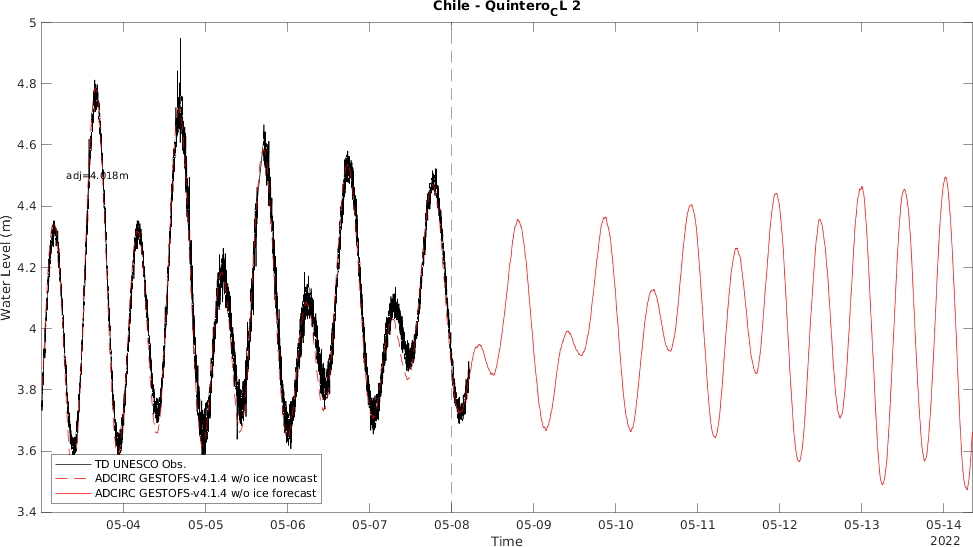 Chile - QuinteroCL 2
5
4.8
4.6
adj=4.018m
4.4
4.2
4
3.8
3.6
3.4
Water Level (m)
TD UNESCO Obs.
ADCIRC GESTOFS-v4.1.4 w/o ice nowcast
ADCIRC GESTOFS-v4.1.4 w/o ice forecast
05-04 05-05 05-06 05-07 05-08 05-09 05-10 05-11 05-12 05-13 05-14
Time
2022